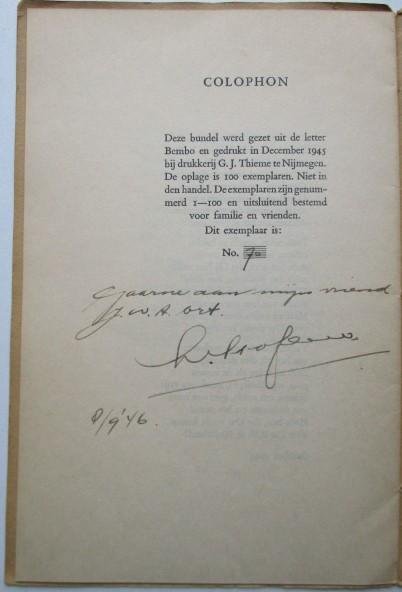 COLOPHON
Deze bundel werd gezet uit de letter
Bembo en gedrukt in December 1945
bij drukkerij G. J. Thieme te Nijmegen.
De oplage is 100 exemplaren. Niet in
den handel. De exemplaren zijn genum-
merd 1—100 en uitsluitend bestemd
voor familie en vrienden.
Dit exemplaar is:
No. 70
Gaarne aan mijn vriend
J.W.A. Ort.
/9'46.